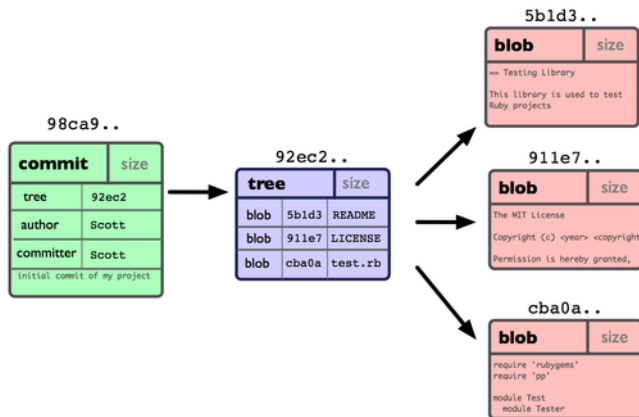 98ca9..
commit size
tree 92ec2
author Scott
committer Scott
initial commit of my project
92ec2..
tree size
blob 5b1d3 README
blob 911e7 LICENSE
blob cba0a test.rb
5b1d3..
blob size
== Testing Library
This library is used to test
Ruby projects
911e7..
blob size
The MIT License
Copyright (c) <year> <copyright
Permission is hereby granted,
cba0a..
blob size
require 'rubygems'
require 'pp'
module Test
module Tester